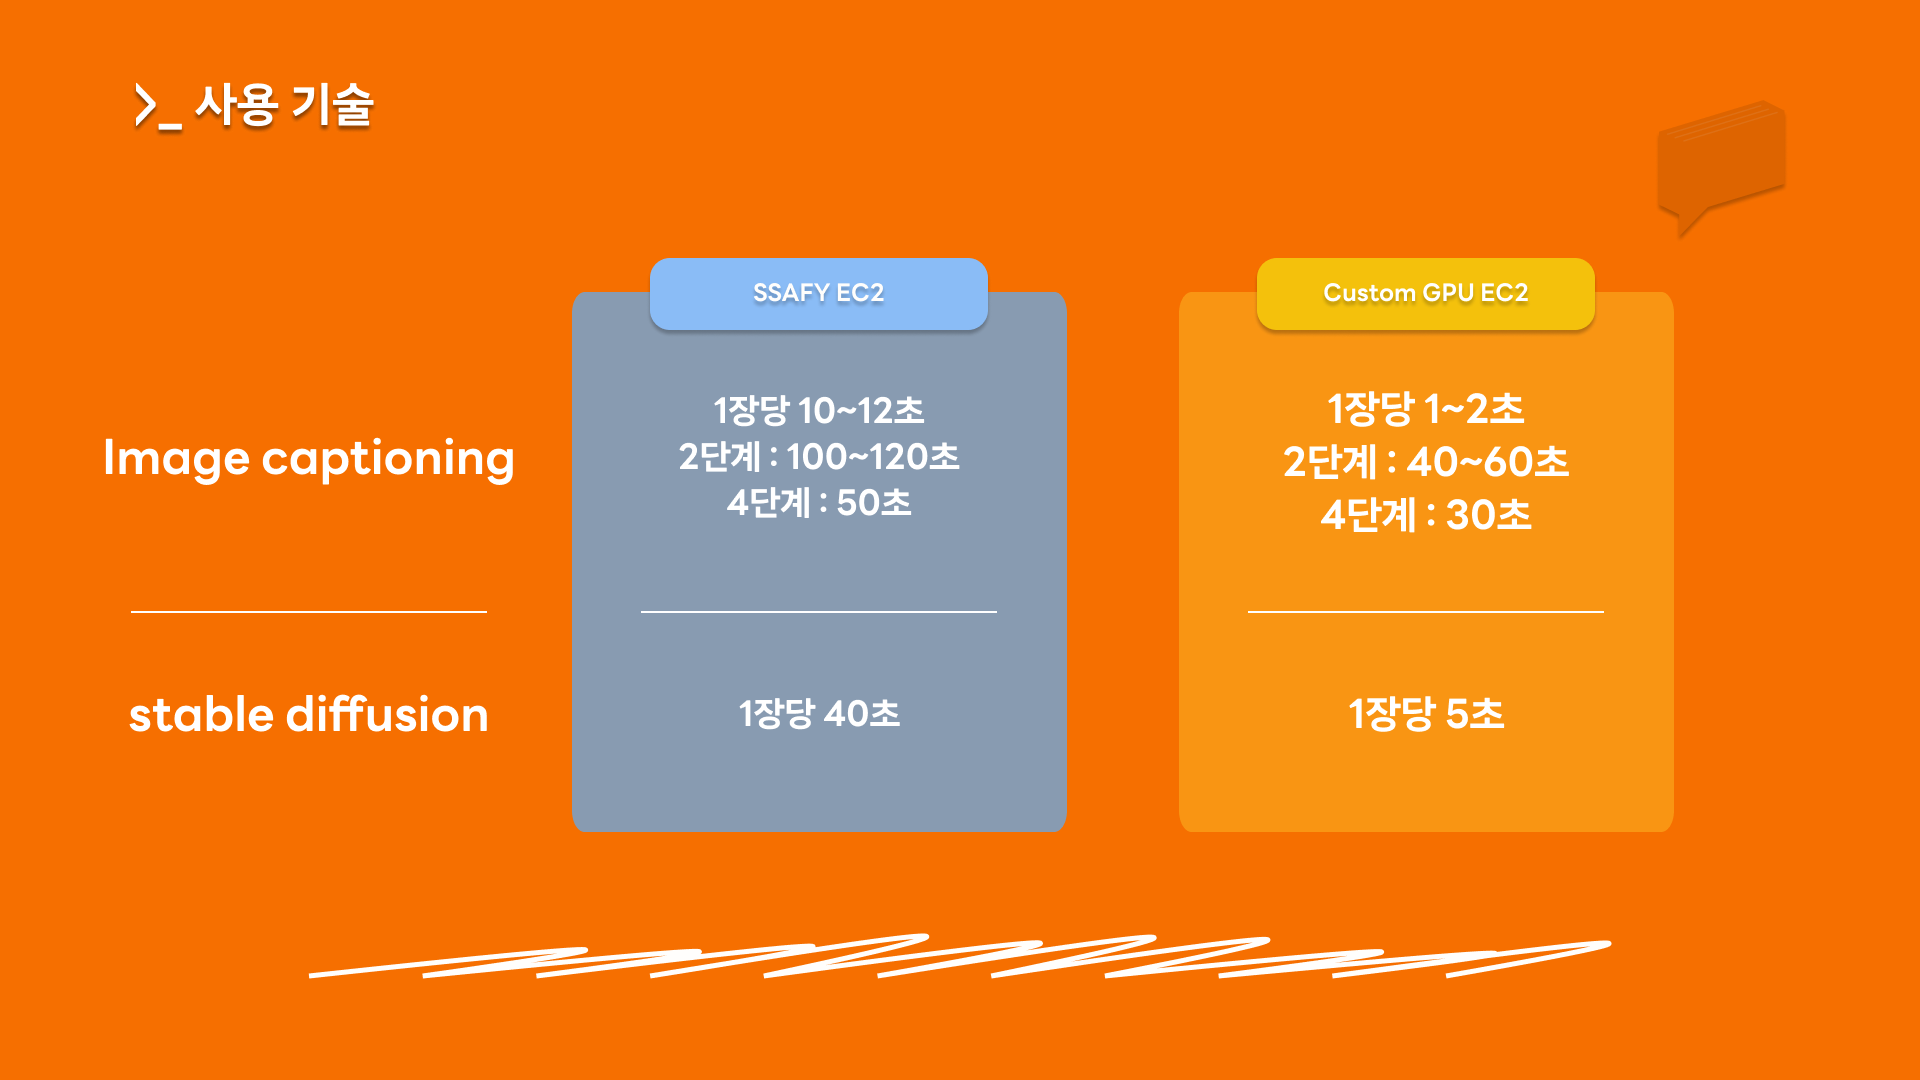 >_ 사용 기술
SSAFY EC2
Custom GPU EC2
Image captioning
1장당 10~12초
2단계 : 100~120초
4단계 : 50초
1장당 1~2초
2단계 : 40~60초
4단계 : 30초
stable diffusion
1장당 40초
1장당 5초